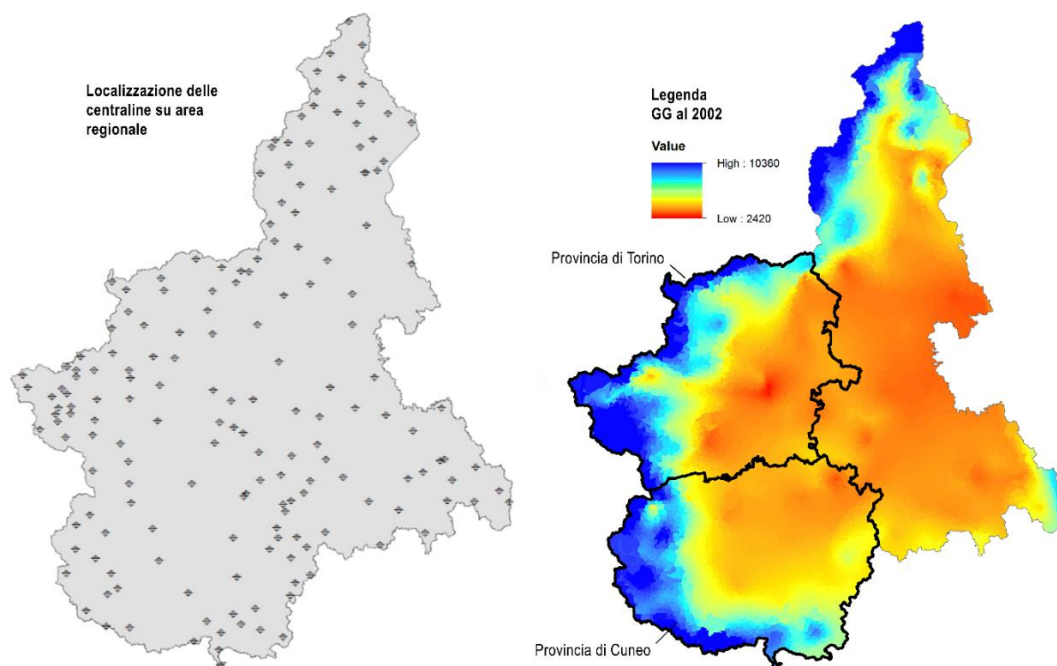 Localizzazione delle
centraline su area
regionale
Legenda
GG al 2002
Value
High : 10360
Low : 2420
Provincia di Torino
Provincia di Cuneo